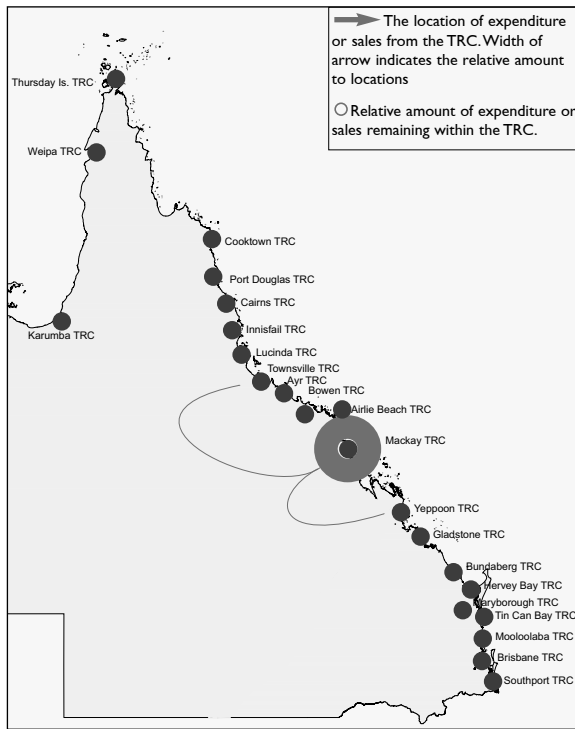 The location of expenditure
or sales from the TRC. Width of
arrow indicates the relative amount
to locations
Relative amount of expenditure or
sales remaining within the TRC.
Thursday Is. TRC
Weipa TRC
Cooktown TRC
Port Douglas TRC
Cairns TRC
Karumba TRC
Innisfail TRC
Lucinda TRC
Townsville TRC
Ayr TRC
Bowen TRC
Airlie Beach TRC
Mackay TRC
Yeppoon TRC
Gladstone TRC
Bundaberg TRC
Hervey Bay TRC
Maryborough TRC
Tin Can Bay TRC
Mooloolaba TRC
Brisbane TRC
Southport TRC